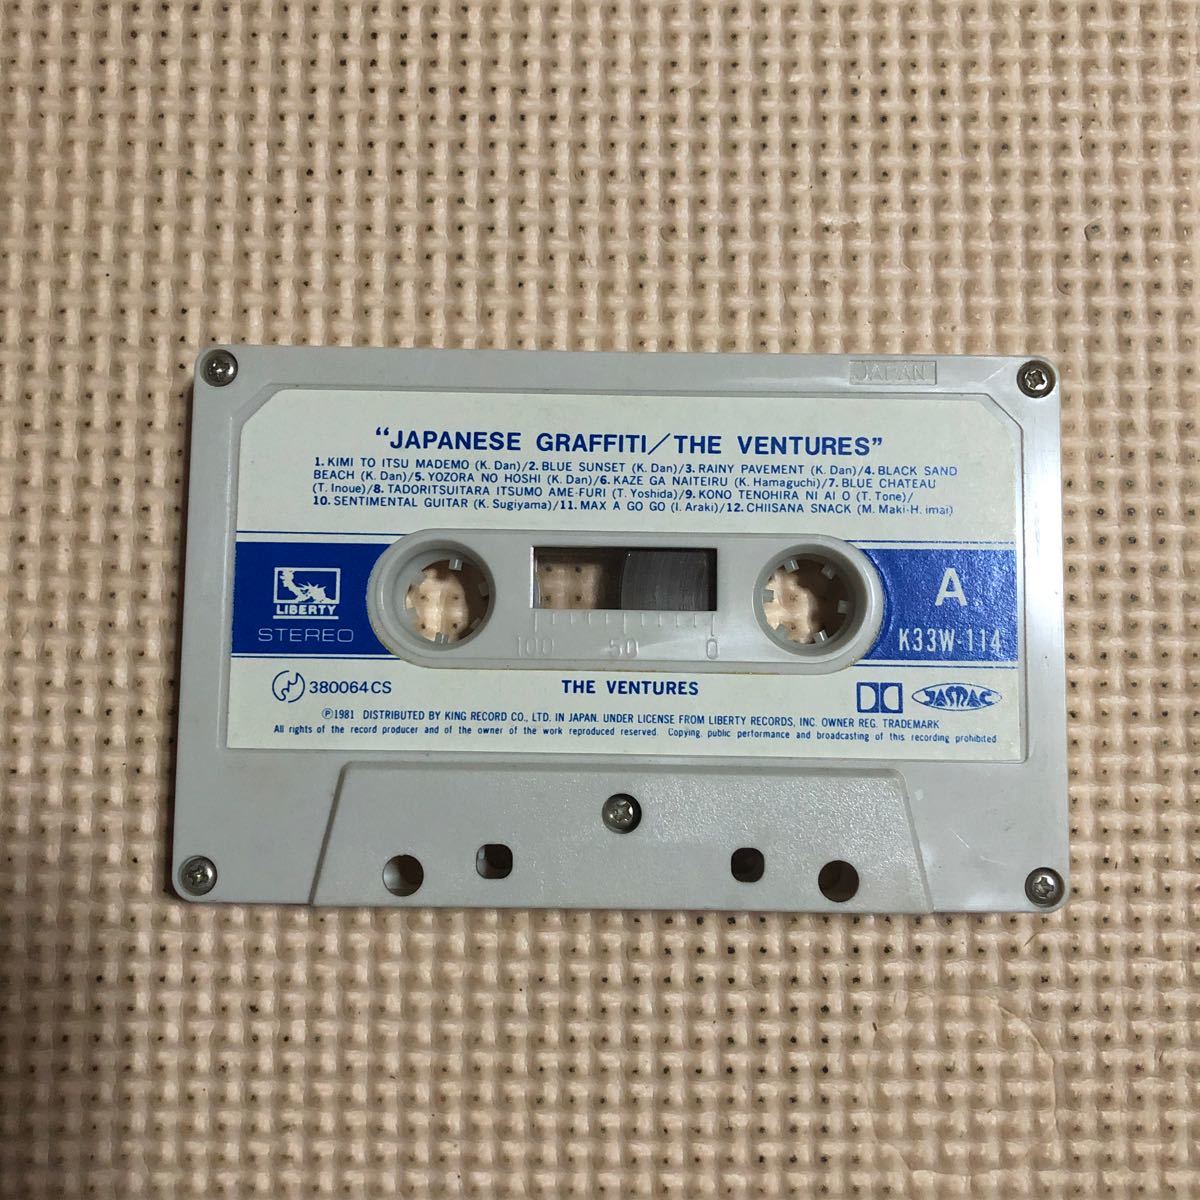 JAPAN
“JAPANESE GRAFFITI/THE VENTURES”
1. KIMI TO ITSU MADEMO (K. Dan)/2. BLUE SUNSET (K. Dan)/3. RAINY PAVEMENT (K. Dan)/4. BLACK SAND
BEACH (K. Dan)/5. YOZORA NO HOSHI (K. Dan)/6. KAZE GA NAITEIRU (K. Hamaguchi)/7. BLUE CHATEAU
(T. Inoue)/8. TADORITSUITARA ITSUMO AME-FURI (T. Yoshida)/9. KONO TENOHIRA NI AI O (T. Tone)/
10. SENTIMENTAL GUITAR (K. Sugiyama)/11. MAX A GO GO (I. Araki)/12. CHIISANA SNACK (M. Maki-H. imai)
LIBERTY
STEREO
100 50 0
A
K33W-114
380064CS
THE VENTURES
JASRAC
Ⓟ1981 DISTRIBUTED BY KING RECORD CO., LTD. IN JAPAN. UNDER LICENSE FROM LIBERTY RECORDS, INC. OWNER REG. TRADEMARK
All rights of the record producer and of the owner of the work reproduced reserved. Copying, public performance and broadcasting of this recording prohibited